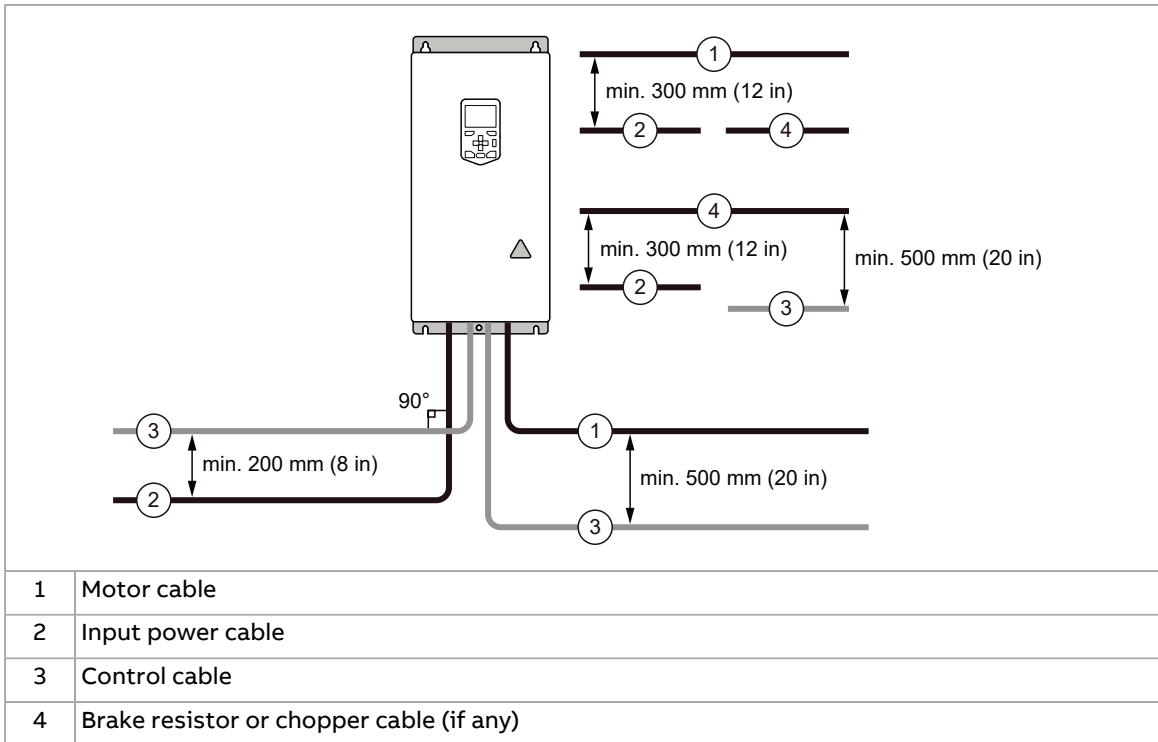 1
min. 300 mm (12 in)
2
4
4
min. 300 mm (12 in)
min. 500 mm (20 in)
2
3
90°
3
1
min. 200 mm (8 in)
min. 500 mm (20 in)
2
3
1 Motor cable
2 Input power cable
3 Control cable
4 Brake resistor or chopper cable (if any)